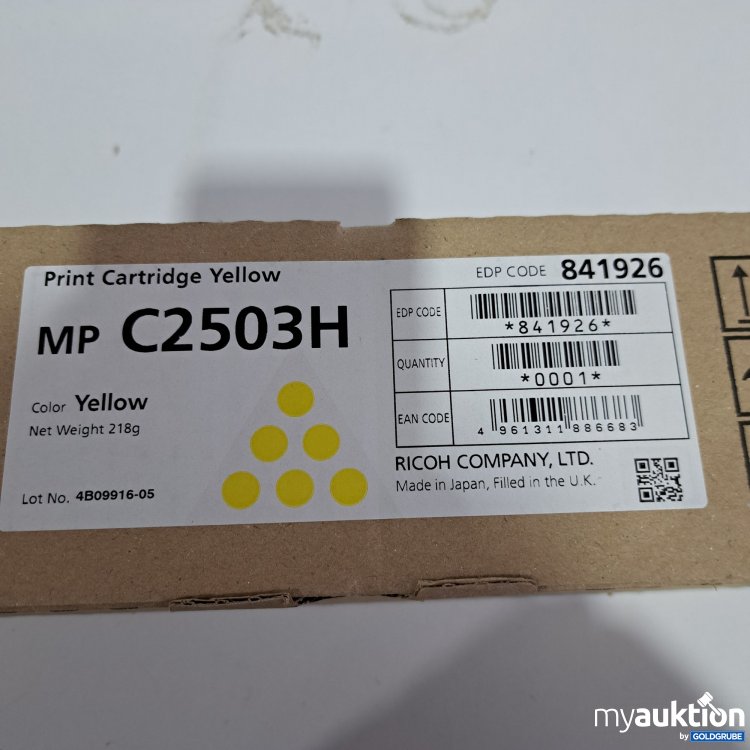 Print Cartridge Yellow
EDP CODE 841926
MP C2503H
EDP CODE
*841926*
QUANTITY
*0001*
Color Yellow
EAN CODE
4 961311 886683
Net Weight 218g
RICOH COMPANY, LTD.
Made in Japan, Filled in the U.K.
Lot No. 4B09916-05
myauktion
by GOLDGRUBE